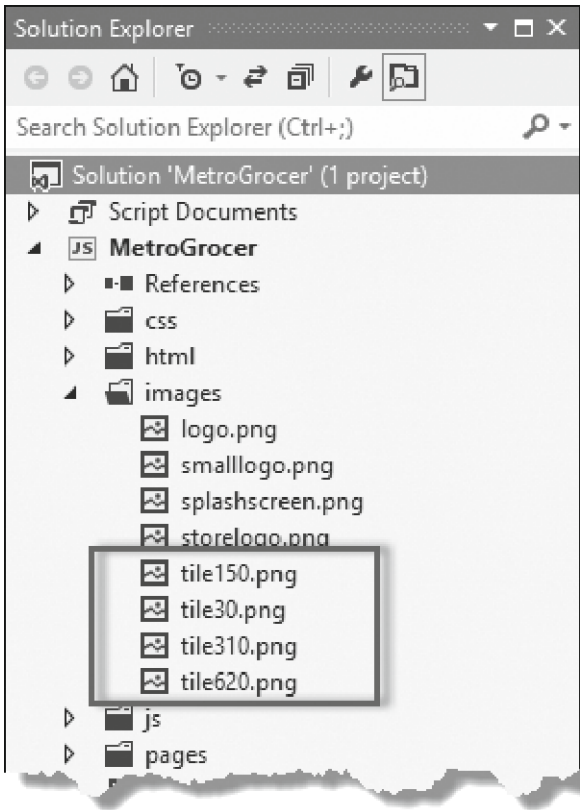 Solution Explorer
Search Solution Explorer (Ctrl+;)
Solution 'MetroGrocer' (1 project)
Script Documents
JS MetroGrocer
References
css
html
images
logo.png
smalllogo.png
splashscreen.png
storelogo.png
tile150.png
tile30.png
tile310.png
tile620.png
js
pages